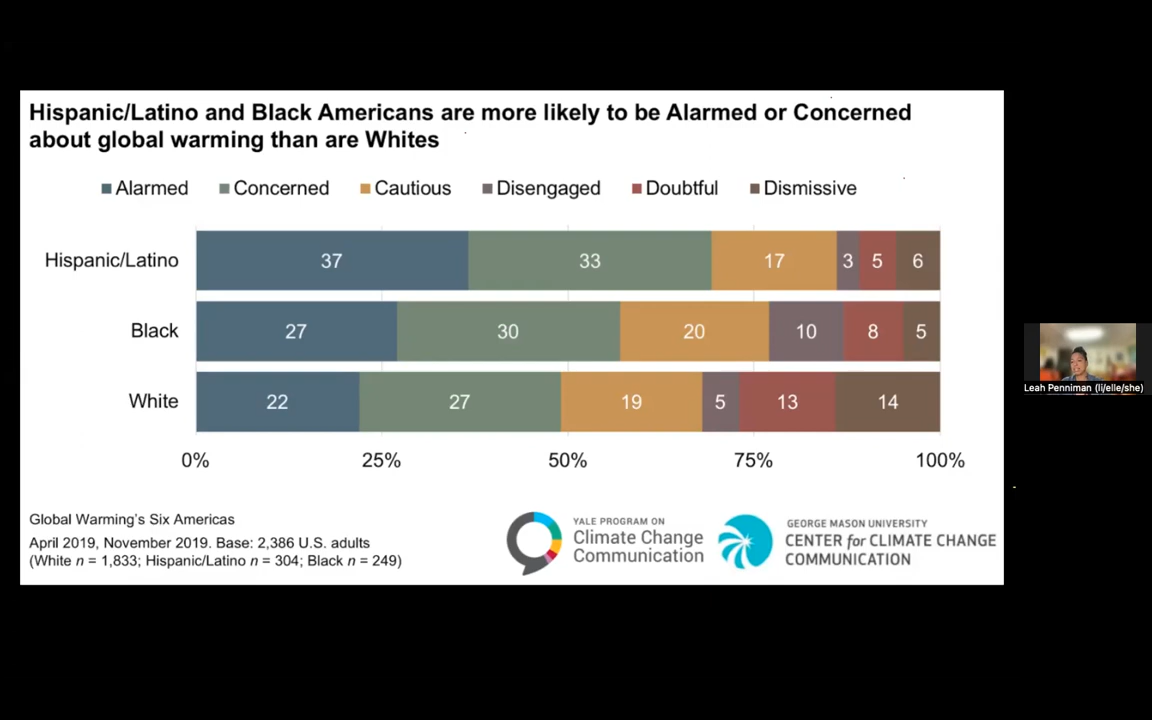 Hispanic/Latino and Black Americans are more likely to be Alarmed or Concerned
about global warming than are Whites
Alarmed Concerned Cautious Disengaged Doubtful Dismissive
Hispanic/Latino 37 33 17 3 5 6
Black 27 30 20 10 8 5
White 22 27 19 5 13 14
0% 25% 50% 75% 100%
Global Warming's Six Americas
April 2019, November 2019. Base: 2,386 U.S. adults
(White n = 1,833; Hispanic/Latino n = 304; Black n = 249)
YALE PROGRAM ON
Climate Change
Communication
GEORGE MASON UNIVERSITY
CENTER for CLIMATE CHANGE
COMMUNICATION
Leah Penniman (li/elle/she)